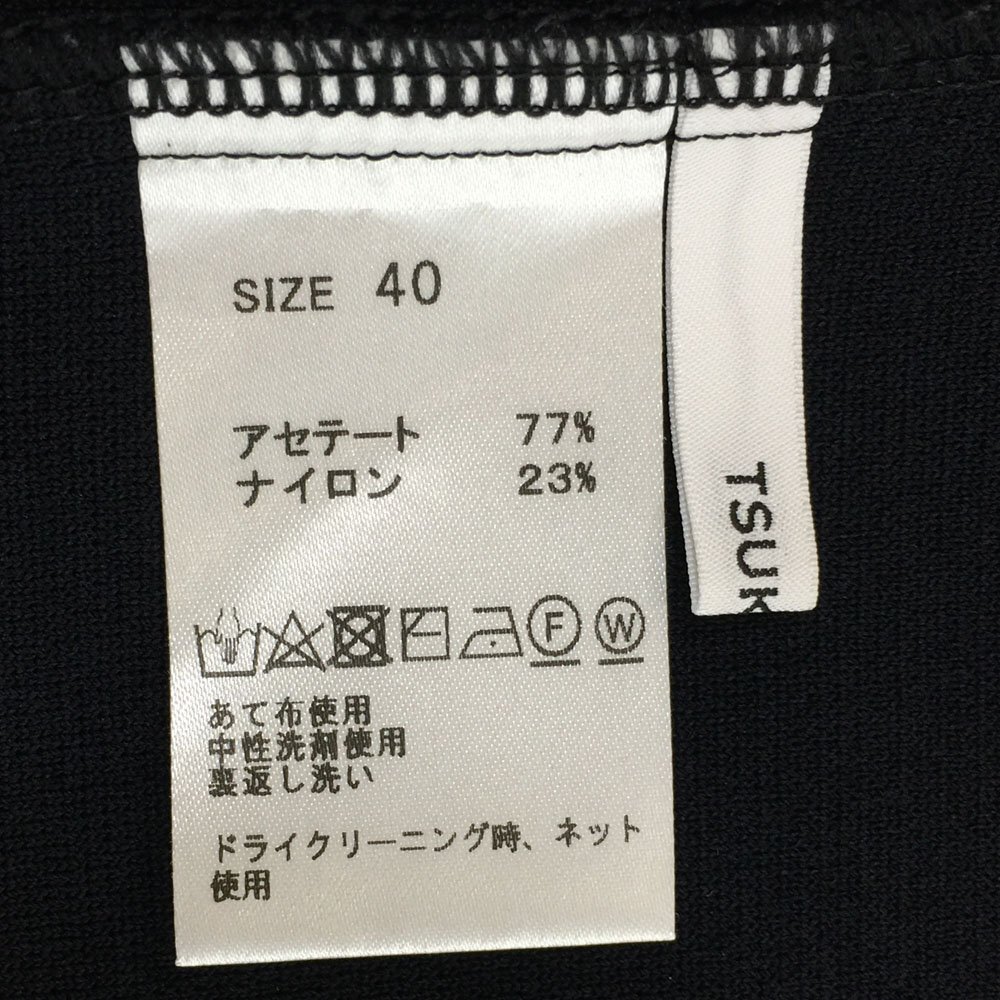 SIZE 40
アセテート 77%
ナイロン 23%
F W
あて布使用
中性洗剤使用
裏返し洗い
ドライクリーニング時、ネット
使用
TSUK